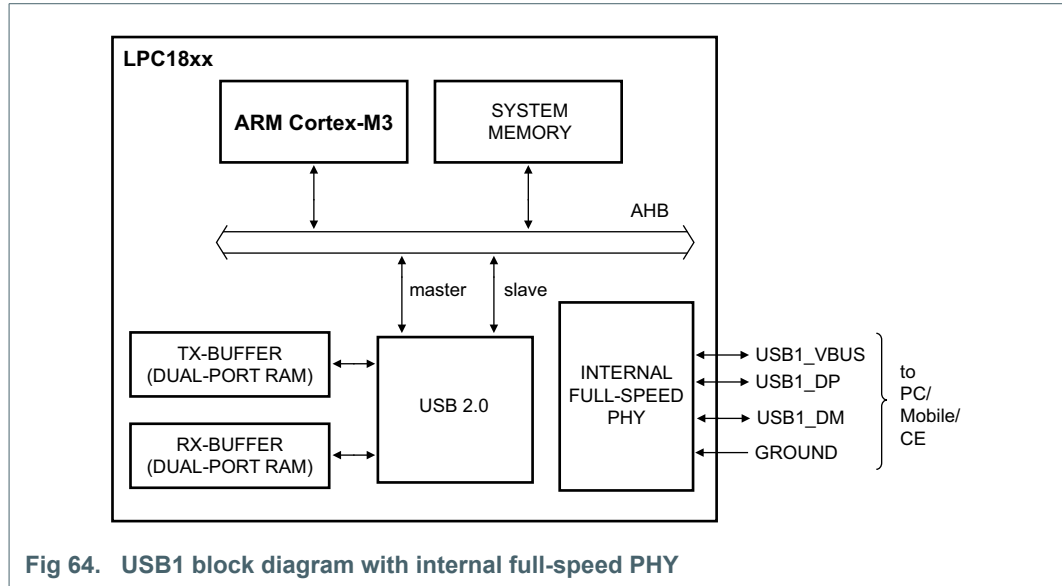 LPC18xx
ARM Cortex-M3
SYSTEM
MEMORY
AHB
master
slave
TX-BUFFER
(DUAL-PORT RAM)
RX-BUFFER
(DUAL-PORT RAM)
USB 2.0
INTERNAL
FULL-SPEED
PHY
USB1_VBUS
USB1_DP
USB1_DM
GROUND
to
PC/
Mobile/
CE
Fig 64. USB1 block diagram with internal full-speed PHY